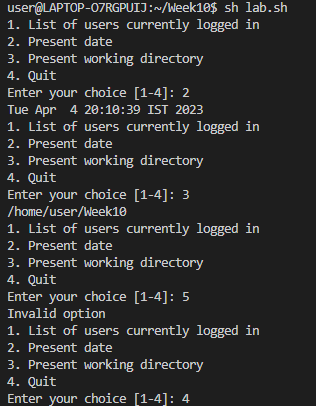 user@LAPTOP-O7RGPUIJ:~/Week10$ sh lab.sh
1. List of users currently logged in
2. Present date
3. Present working directory
4. Quit
Enter your choice [1-4]: 2
Tue Apr  4 20:10:39 IST 2023
1. List of users currently logged in
2. Present date
3. Present working directory
4. Quit
Enter your choice [1-4]: 3
/home/user/Week10
1. List of users currently logged in
2. Present date
3. Present working directory
4. Quit
Enter your choice [1-4]: 5
Invalid option
1. List of users currently logged in
2. Present date
3. Present working directory
4. Quit
Enter your choice [1-4]: 4